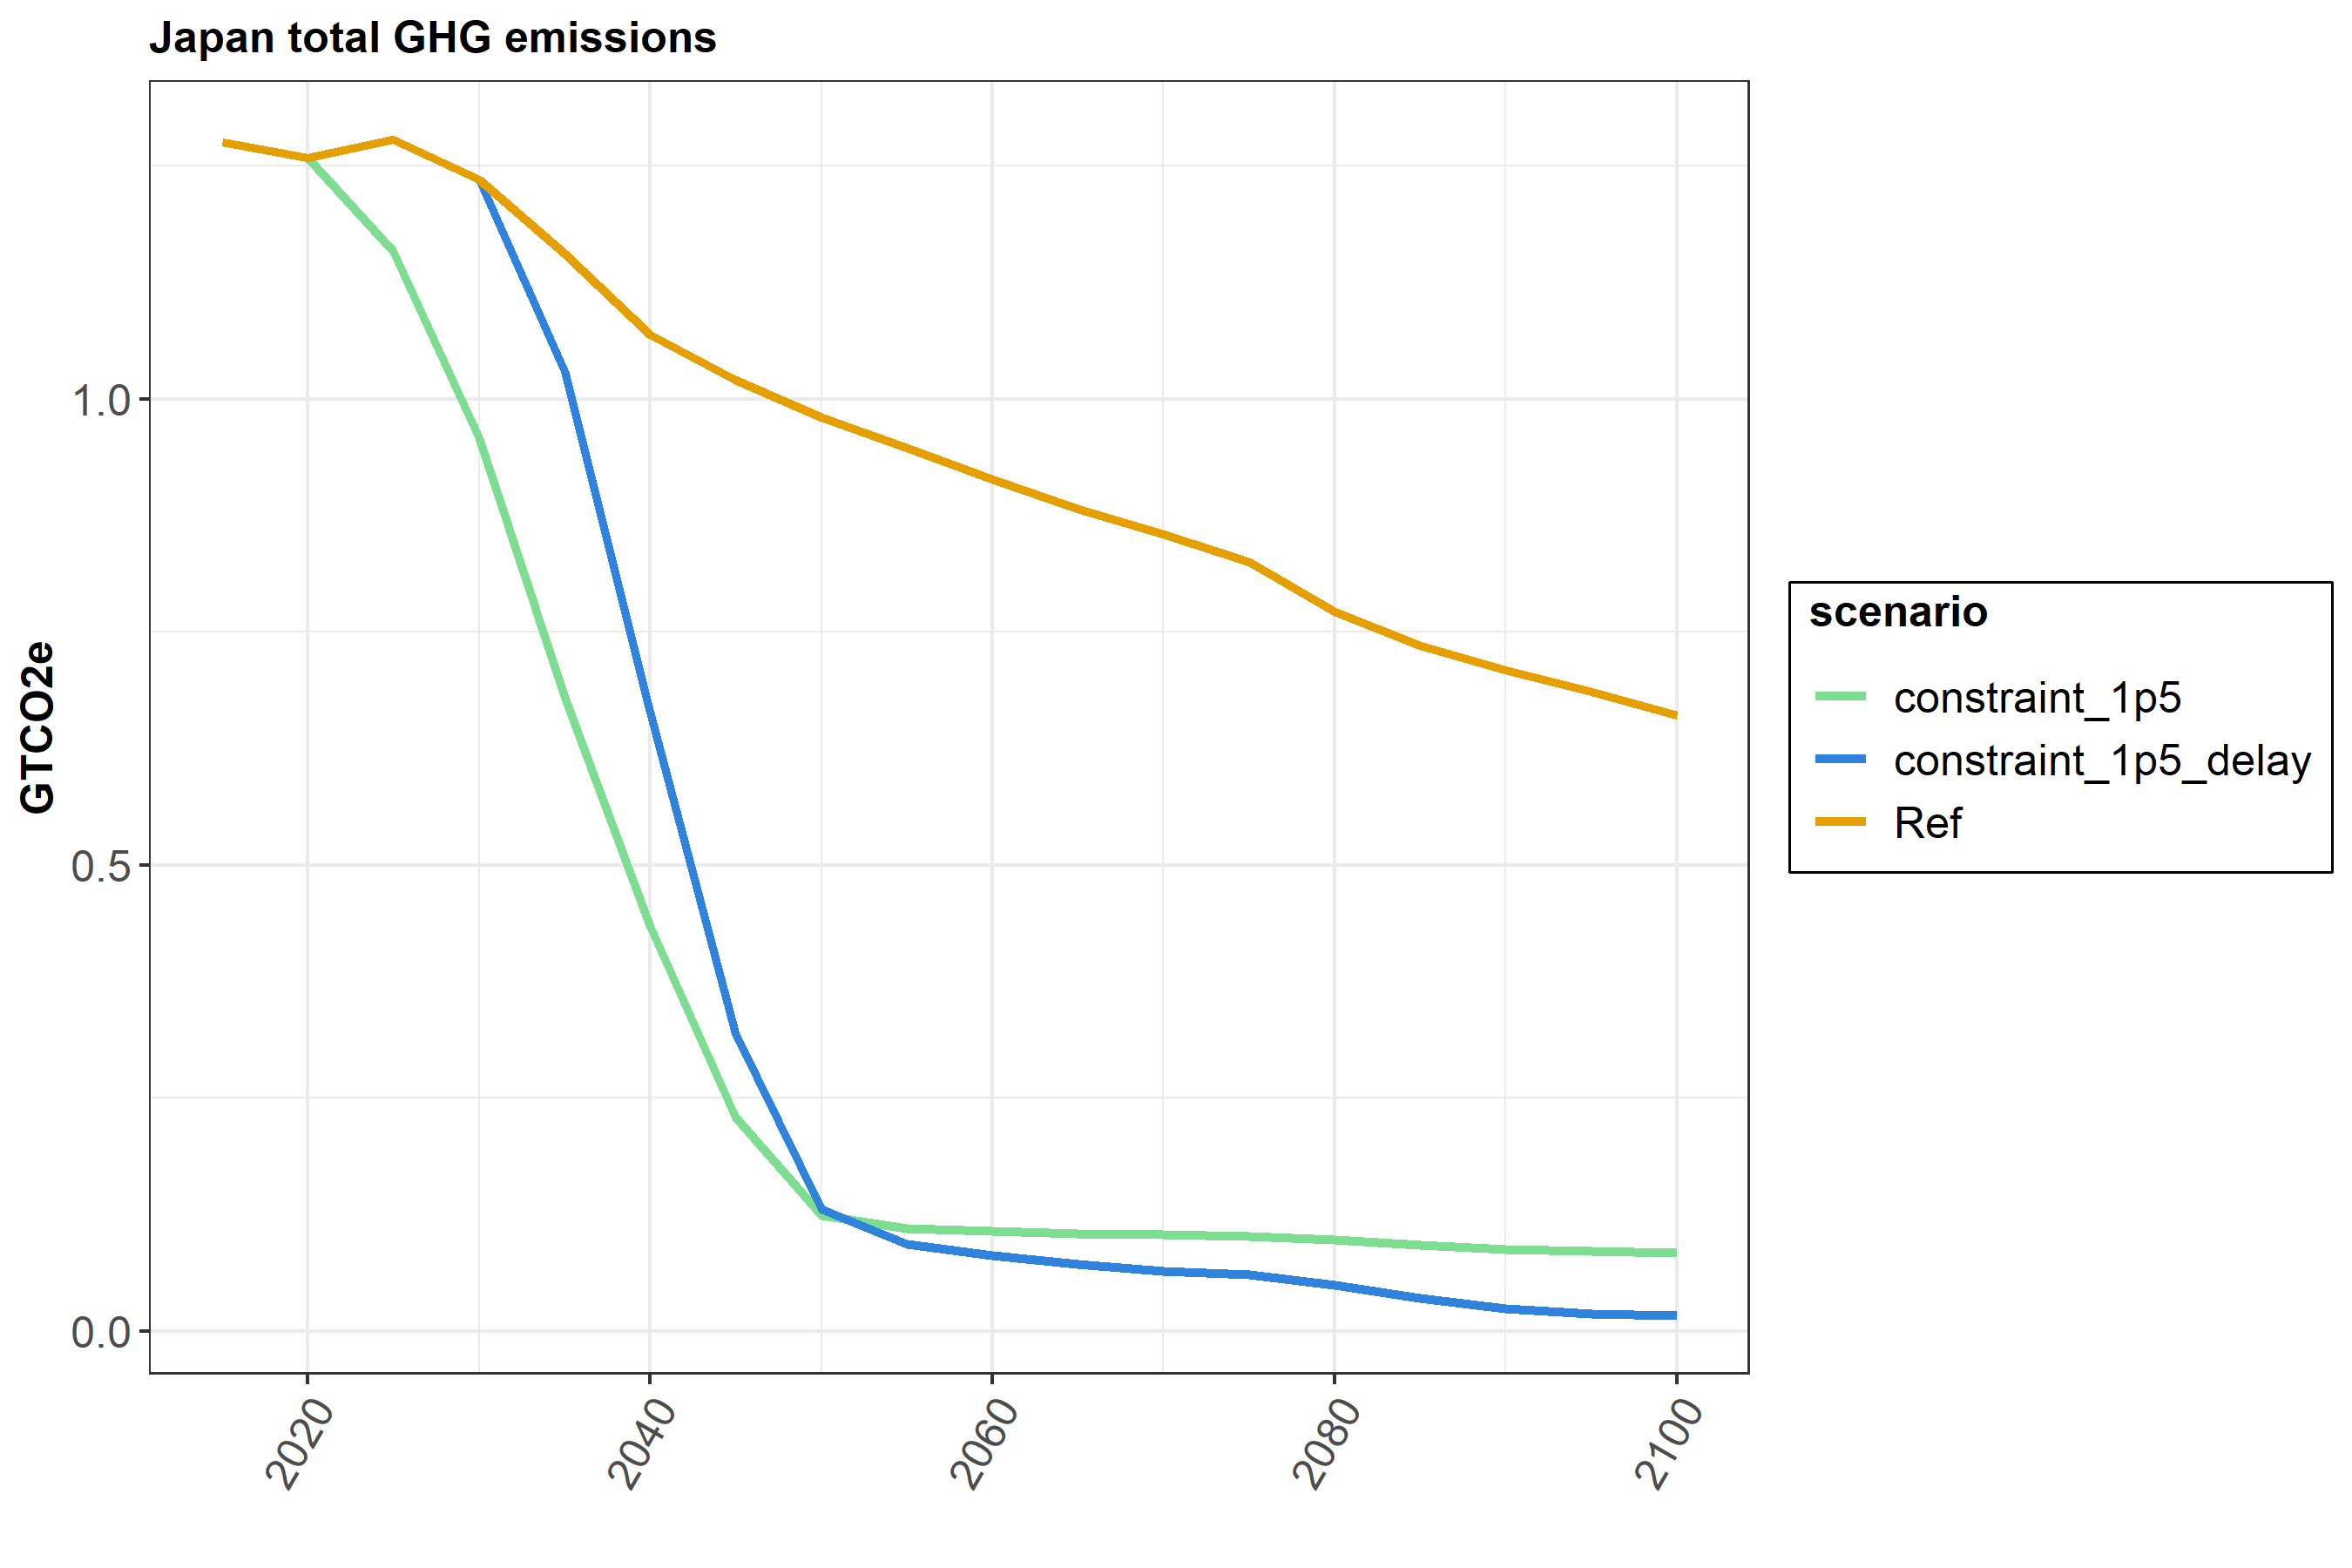 Japan total GHG emissions
GTCO2e
1.0
0.5
0.0
2020
2040
2060
2080
2100
scenario
constraint_1p5
constraint_1p5_delay
Ref